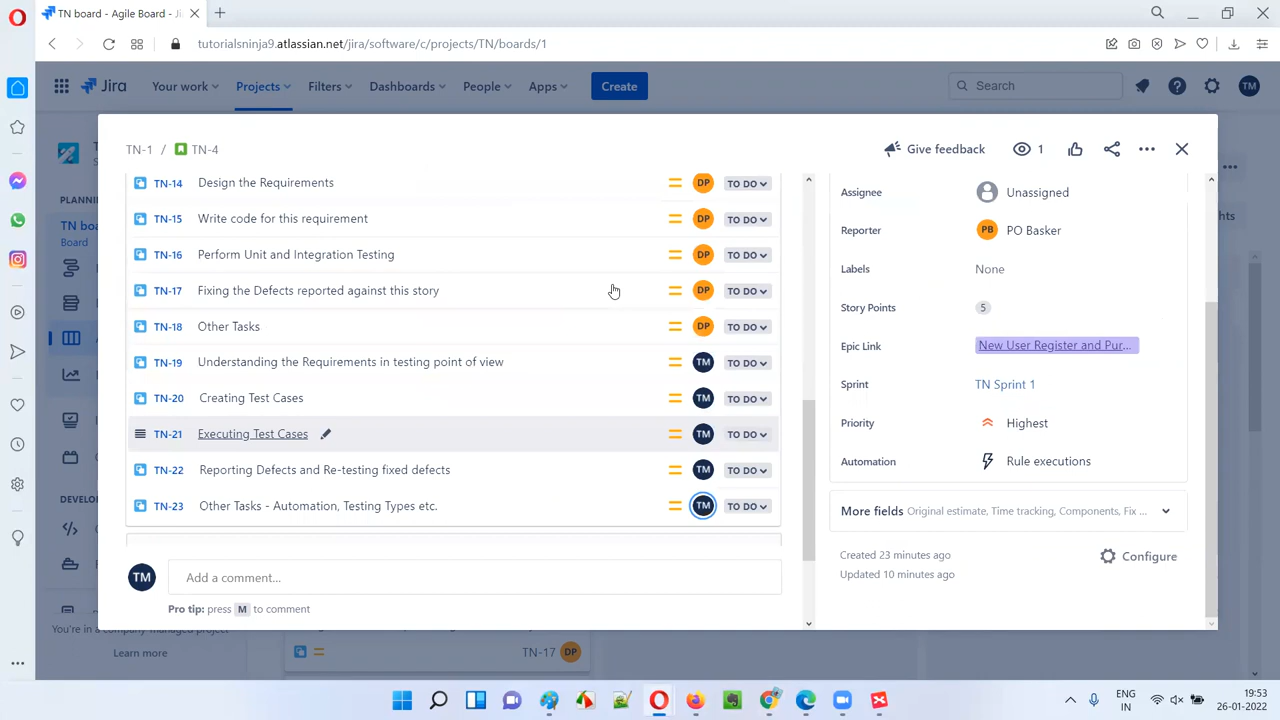 TN board - Agile Board - Ji
tutorialsninja9.atlassian.net/jira/software/c/projects/TN/boards/1
Jira Your work Projects Filters Dashboards People Apps Create Search TM
TN-1 / TN-4 Give feedback 1
TN-14 Design the Requirements DP TO DO
TN-15 Write code for this requirement DP TO DO
TN-16 Perform Unit and Integration Testing DP TO DO
TN-17 Fixing the Defects reported against this story DP TO DO
TN-18 Other Tasks DP TO DO
TN-19 Understanding the Requirements in testing point of view TM TO DO
TN-20 Creating Test Cases TM TO DO
TN-21 Executing Test Cases TM TO DO
TN-22 Reporting Defects and Re-testing fixed defects TM TO DO
TN-23 Other Tasks - Automation, Testing Types etc. TM TO DO
TM Add a comment...
Pro tip: press M to comment
Assignee Unassigned
Reporter PB PO Basker
Labels None
Story Points 5
Epic Link New User Register and Pur...
Sprint TN Sprint 1
Priority Highest
Automation Rule executions
More fields Original estimate, Time tracking, Components, Fix ...
Created 23 minutes ago
Updated 10 minutes ago
Configure
PLANNI
TN boa
Board
DEVELO
You're in a company-managed project
Learn more
TN-17 DP
ENG
IN
19:53
26-01-2022